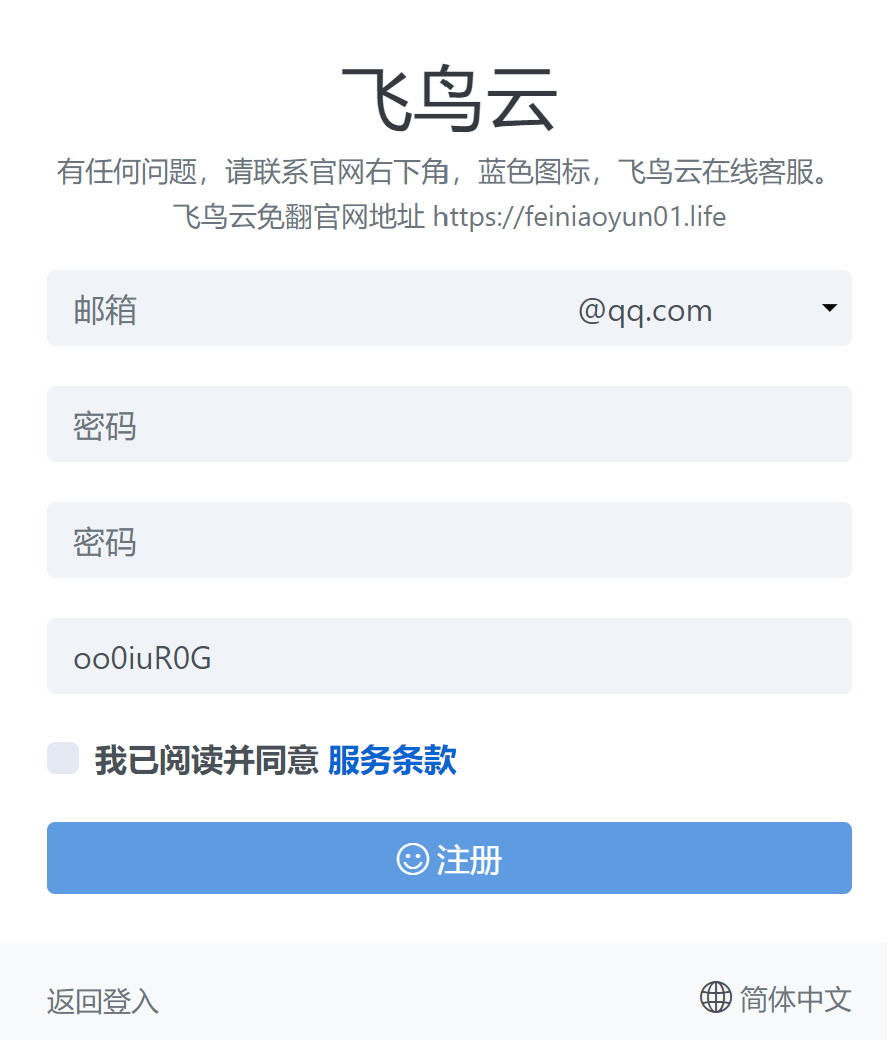 飞鸟云
有任何问题，请联系官网右下角，蓝色图标，飞鸟云在线客服。
飞鸟云免翻官网地址 https://feiniaoyun01.life
邮箱 @qq.com
密码
密码
oo0iuR0G
我已阅读并同意 服务条款
注册
返回登入 简体中文